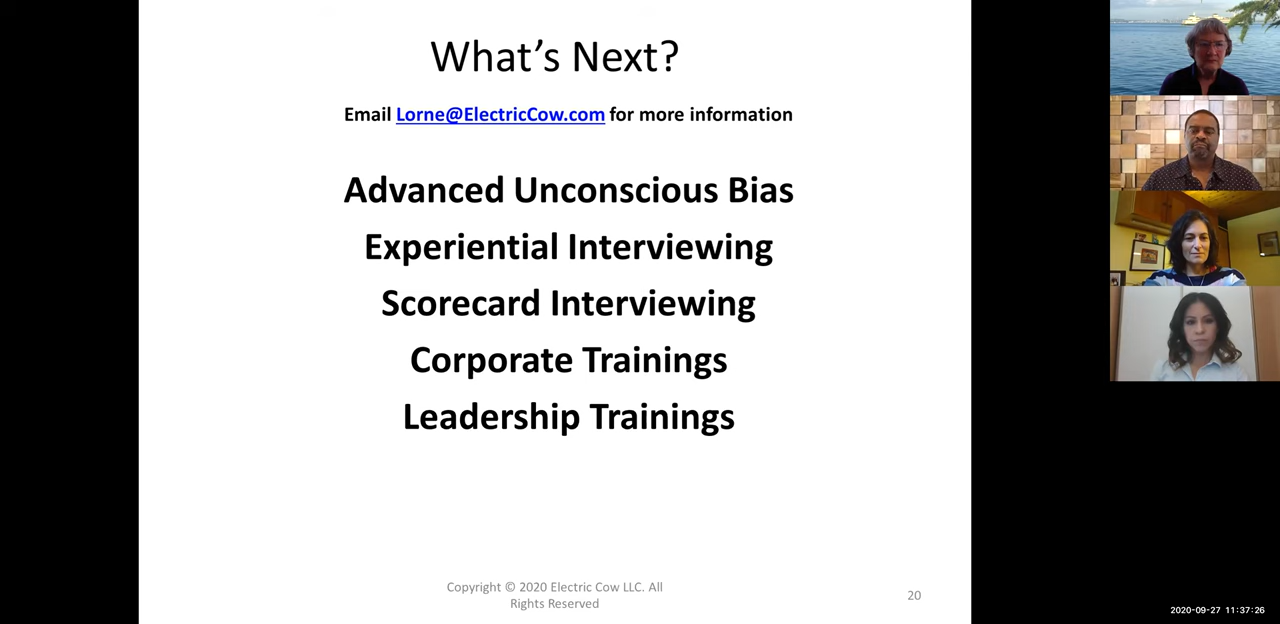 What's Next?
Email Lorne@ElectricCow.com for more information
Advanced Unconscious Bias
Experiential Interviewing
Scorecard Interviewing
Corporate Trainings
Leadership Trainings
Copyright © 2020 Electric Cow LLC. All
Rights Reserved
20
2020-09-27 11:37:26